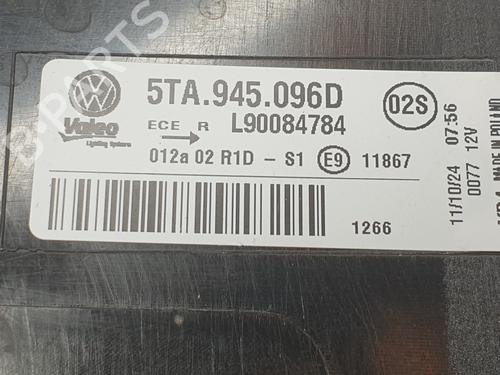 B-PARTS
5TA.945.096D
02S
Valeo
Lighting Systems
ECE R L90084784
012a 02 R1D - S1 E9 11867
1266
11/10/24 07:56
0077 12V
MADE IN POLAND